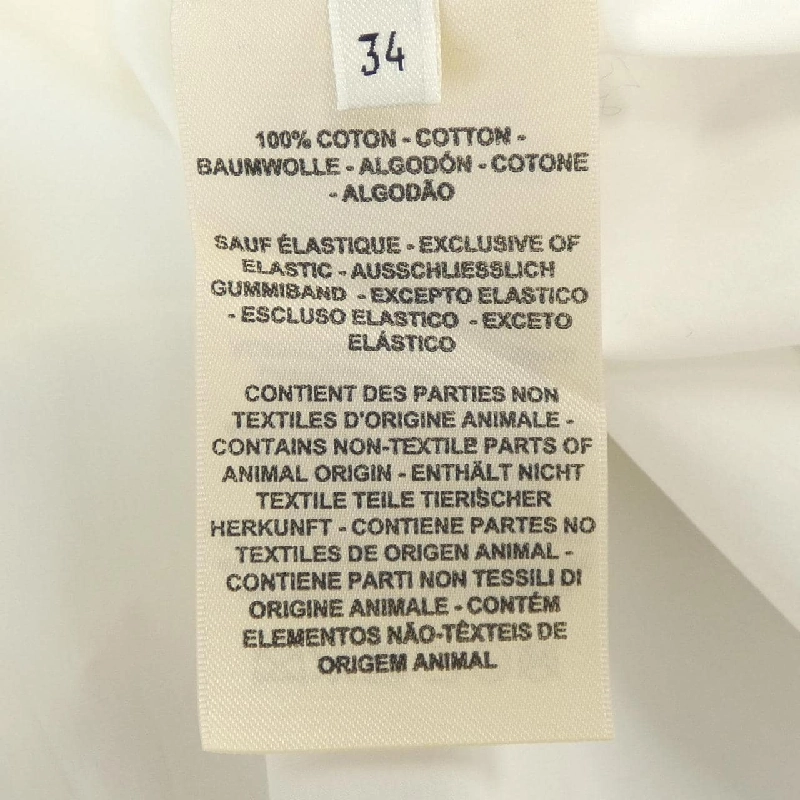 34
100% COTON - COTTON -
BAUMWOLLE - ALGODÓN - COTONE
- ALGODÃO
SAUF ÉLASTIQUE - EXCLUSIVE OF
ELASTIC - AUSSCHLIESSLICH
GUMMIBAND - EXCEPTO ELASTICO
- ESCLUSO ELASTICO - EXCETO
ELÁSTICO
CONTIENT DES PARTIES NON
TEXTILES D'ORIGINE ANIMALE -
CONTAINS NON-TEXTILE PARTS OF
ANIMAL ORIGIN - ENTHÄLT NICHT
TEXTILE TEILE TIERISCHER
HERKUNFT - CONTIENE PARTES NO
TEXTILES DE ORIGEN ANIMAL -
CONTIENE PARTI NON TESSILI DI
ORIGINE ANIMALE - CONTÉM
ELEMENTOS NÃO-TÊXTEIS DE
ORIGEM ANIMAL